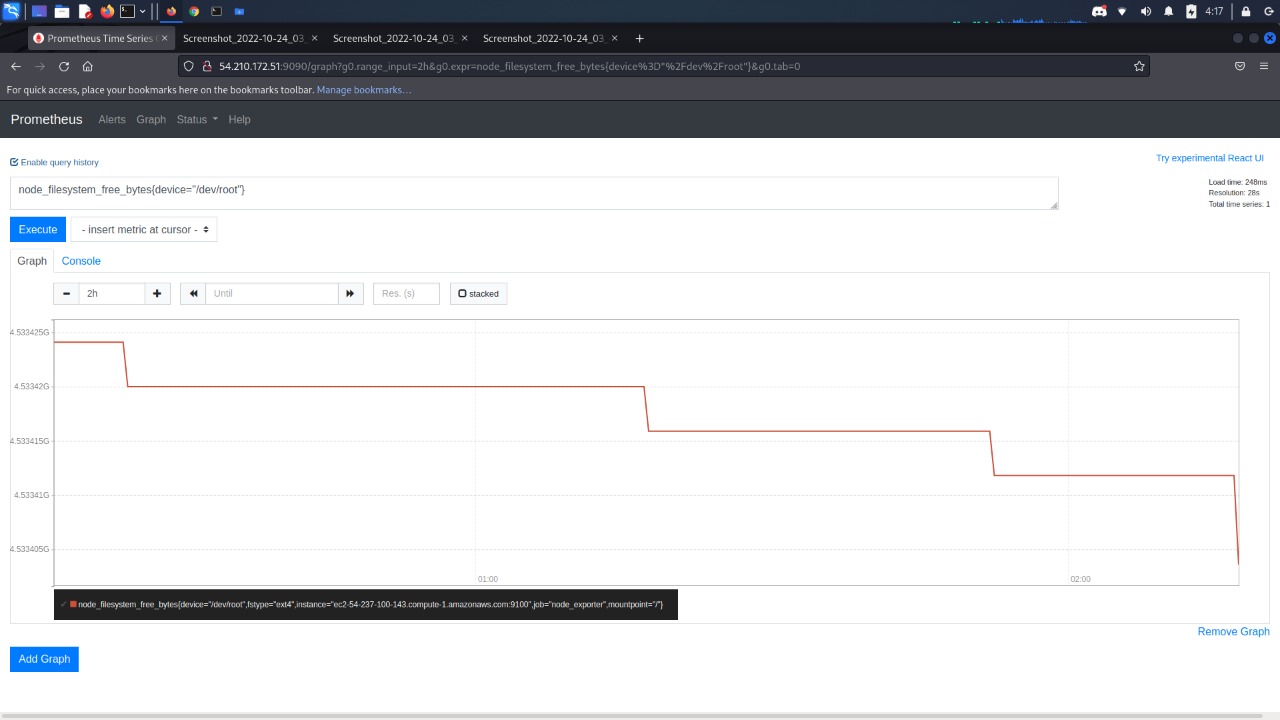 4:17
Prometheus Time Series C
Screenshot_2022-10-24_03_
Screenshot_2022-10-24_03_
Screenshot_2022-10-24_03_
54.210.172.51:9090/graph?g0.range_input=2h&g0.expr=node_filesystem_free_bytes{device%3D"%2Fdev%2Froot"}&g0.tab=0
For quick access, place your bookmarks here on the bookmarks toolbar. Manage bookmarks…
Prometheus Alerts Graph Status Help
Enable query history
Try experimental React UI
node_filesystem_free_bytes{device="/dev/root"}
Load time: 248ms
Resolution: 28s
Total time series: 1
Execute
- insert metric at cursor -
Graph Console
2h Until Res. (s) stacked
4.533425G
4.53342G
4.533415G
4.53341G
4.533405G
01:00 02:00
node_filesystem_free_bytes{device="/dev/root",fstype="ext4",instance="ec2-54-237-100-143.compute-1.amazonaws.com:9100",job="node_exporter",mountpoint="/"}
Remove Graph
Add Graph